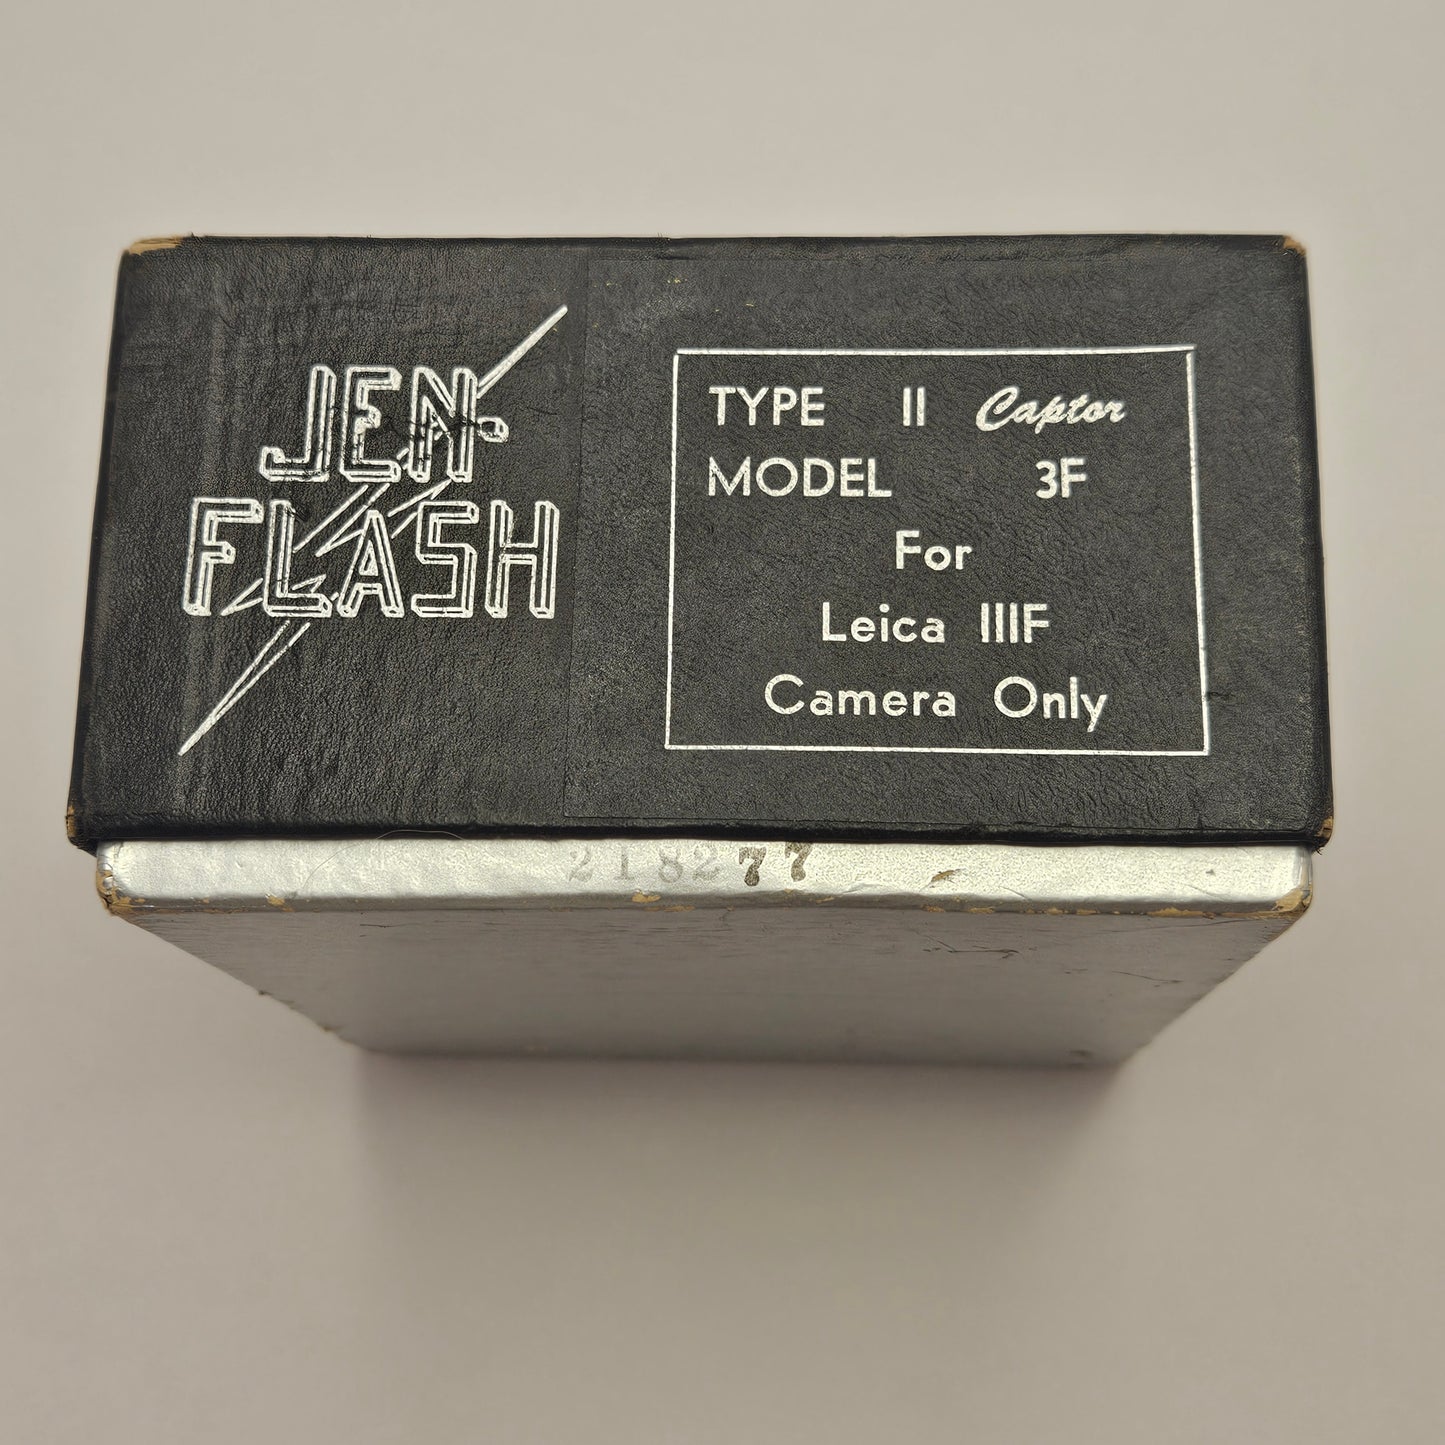 JEN-
FLASH
TYPE II Captor
MODEL 3F
For
Leica IIIF
Camera Only
218277